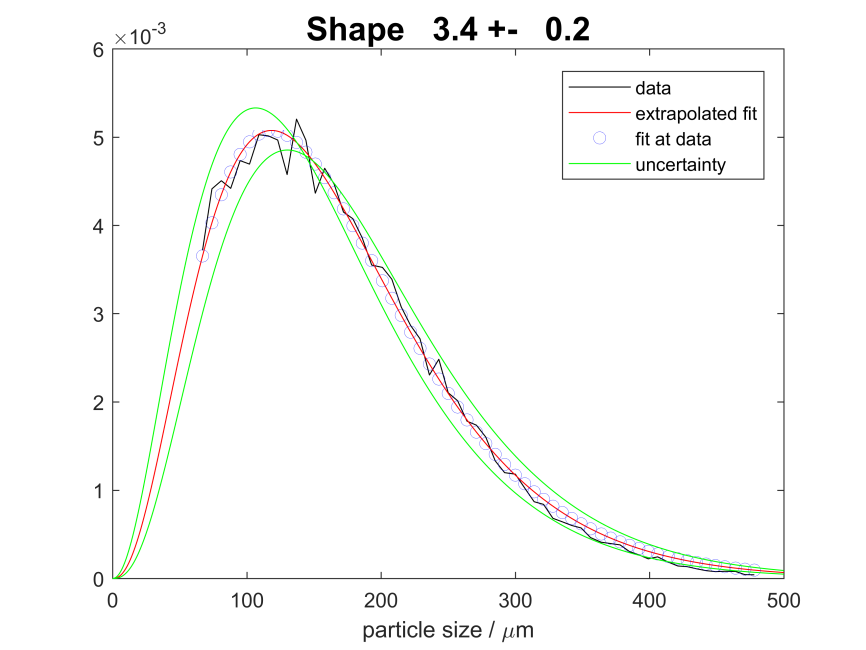 Shape 3.4 +- 0.2
×10-3
6
5
4
3
2
1
0
data
extrapolated fit
fit at data
uncertainty
0 100 200 300 400 500
particle size / μm